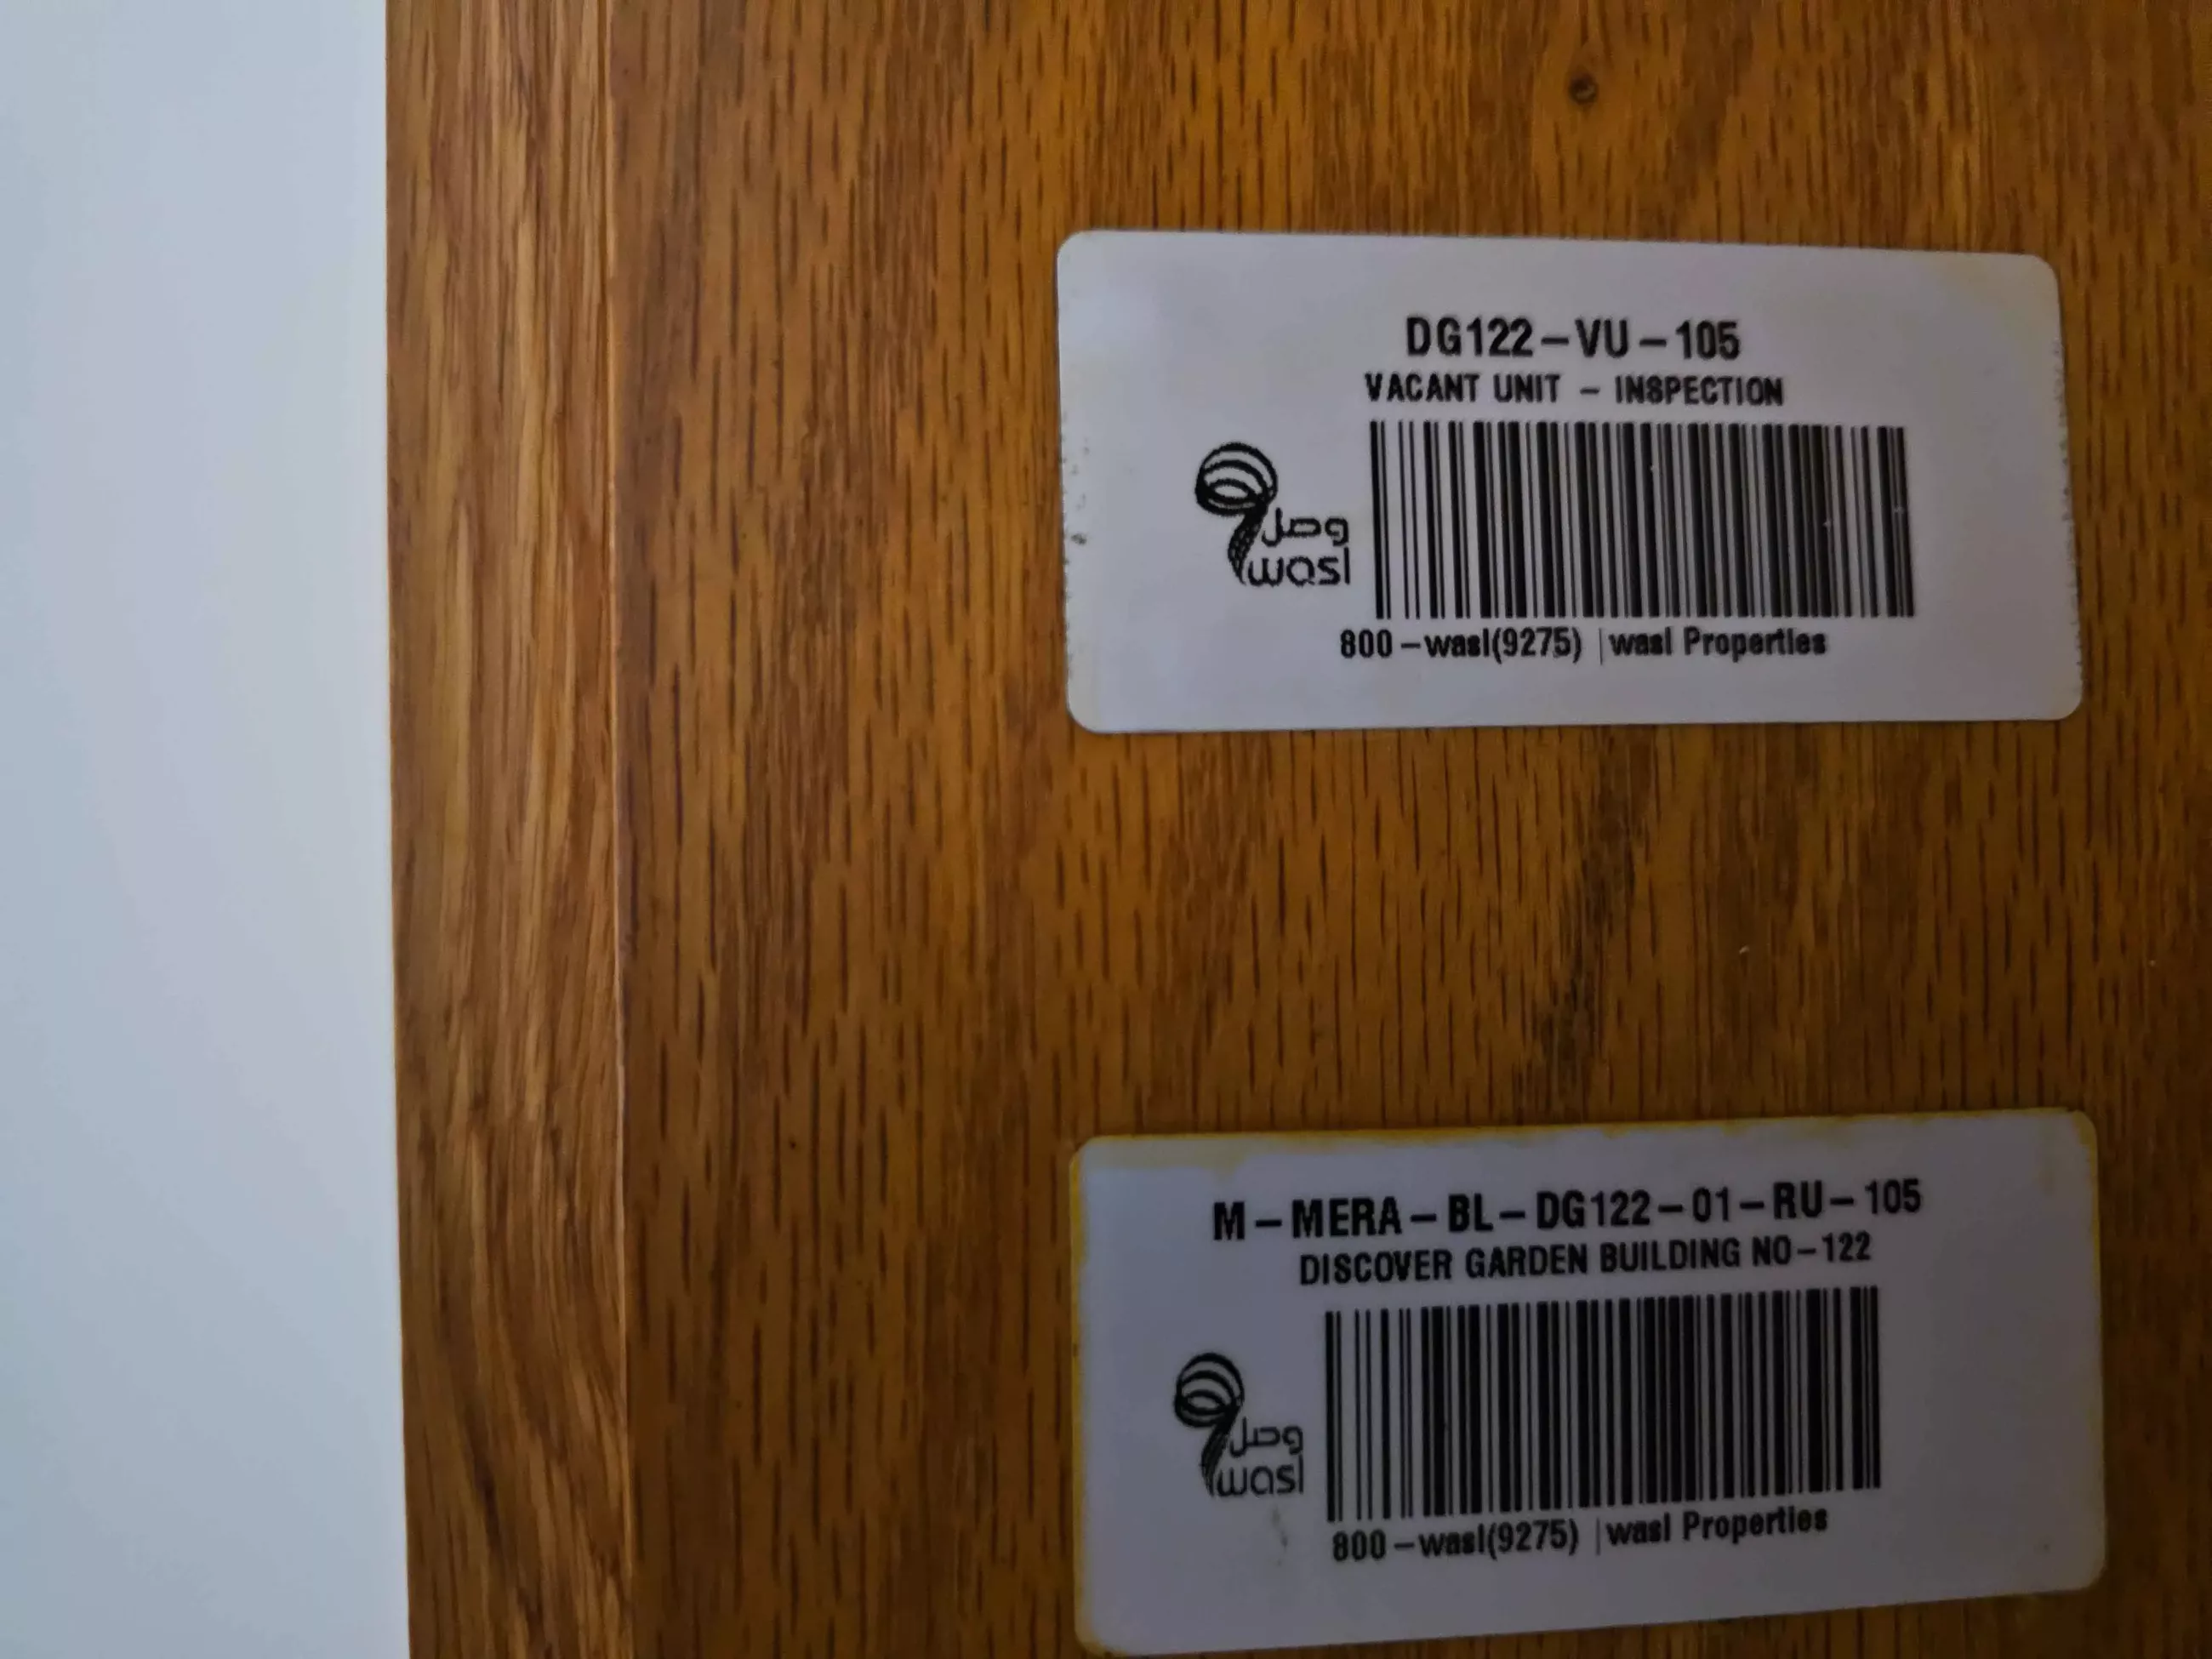 DG122-VU-105
VACANT UNIT - INSPECTION
وصل
wasl
800-wasl(9275) | wasl Properties
M-MERA-BL-DG122-01-RU-105
DISCOVER GARDEN BUILDING NO-122
وصل
wasl
800-wasl(9275) | wasl Properties